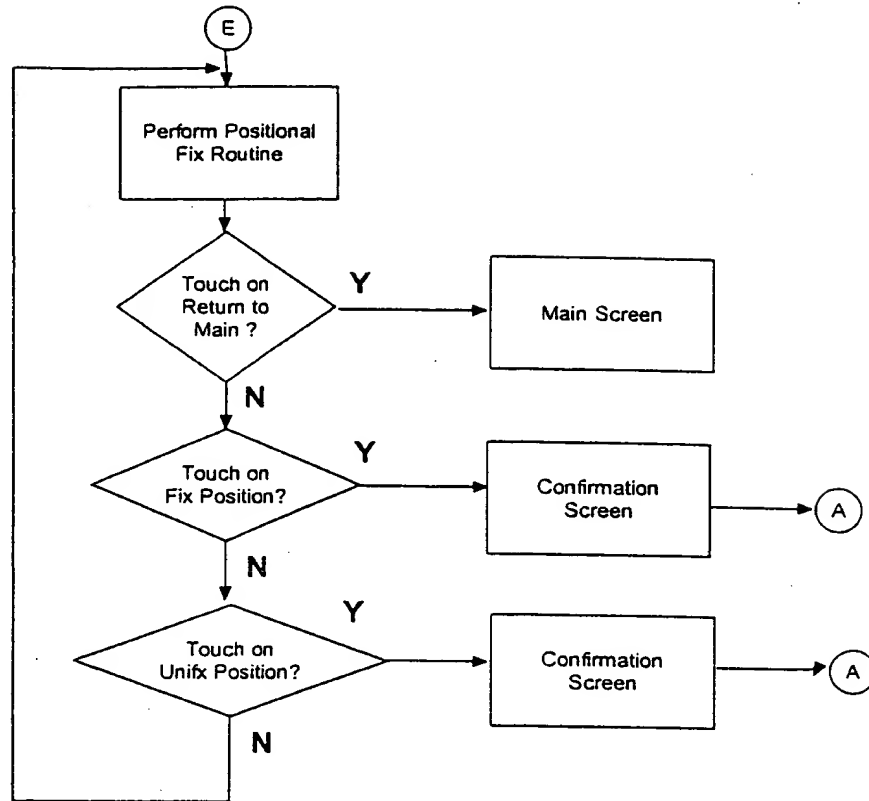 E
Perform Positional
Fix Routine
Touch on
Return to
Main ?
Y
Main Screen
N
Touch on
Fix Position?
Y
Confirmation
Screen
A
N
Touch on
Unifx Position?
Y
Confirmation
Screen
A
N